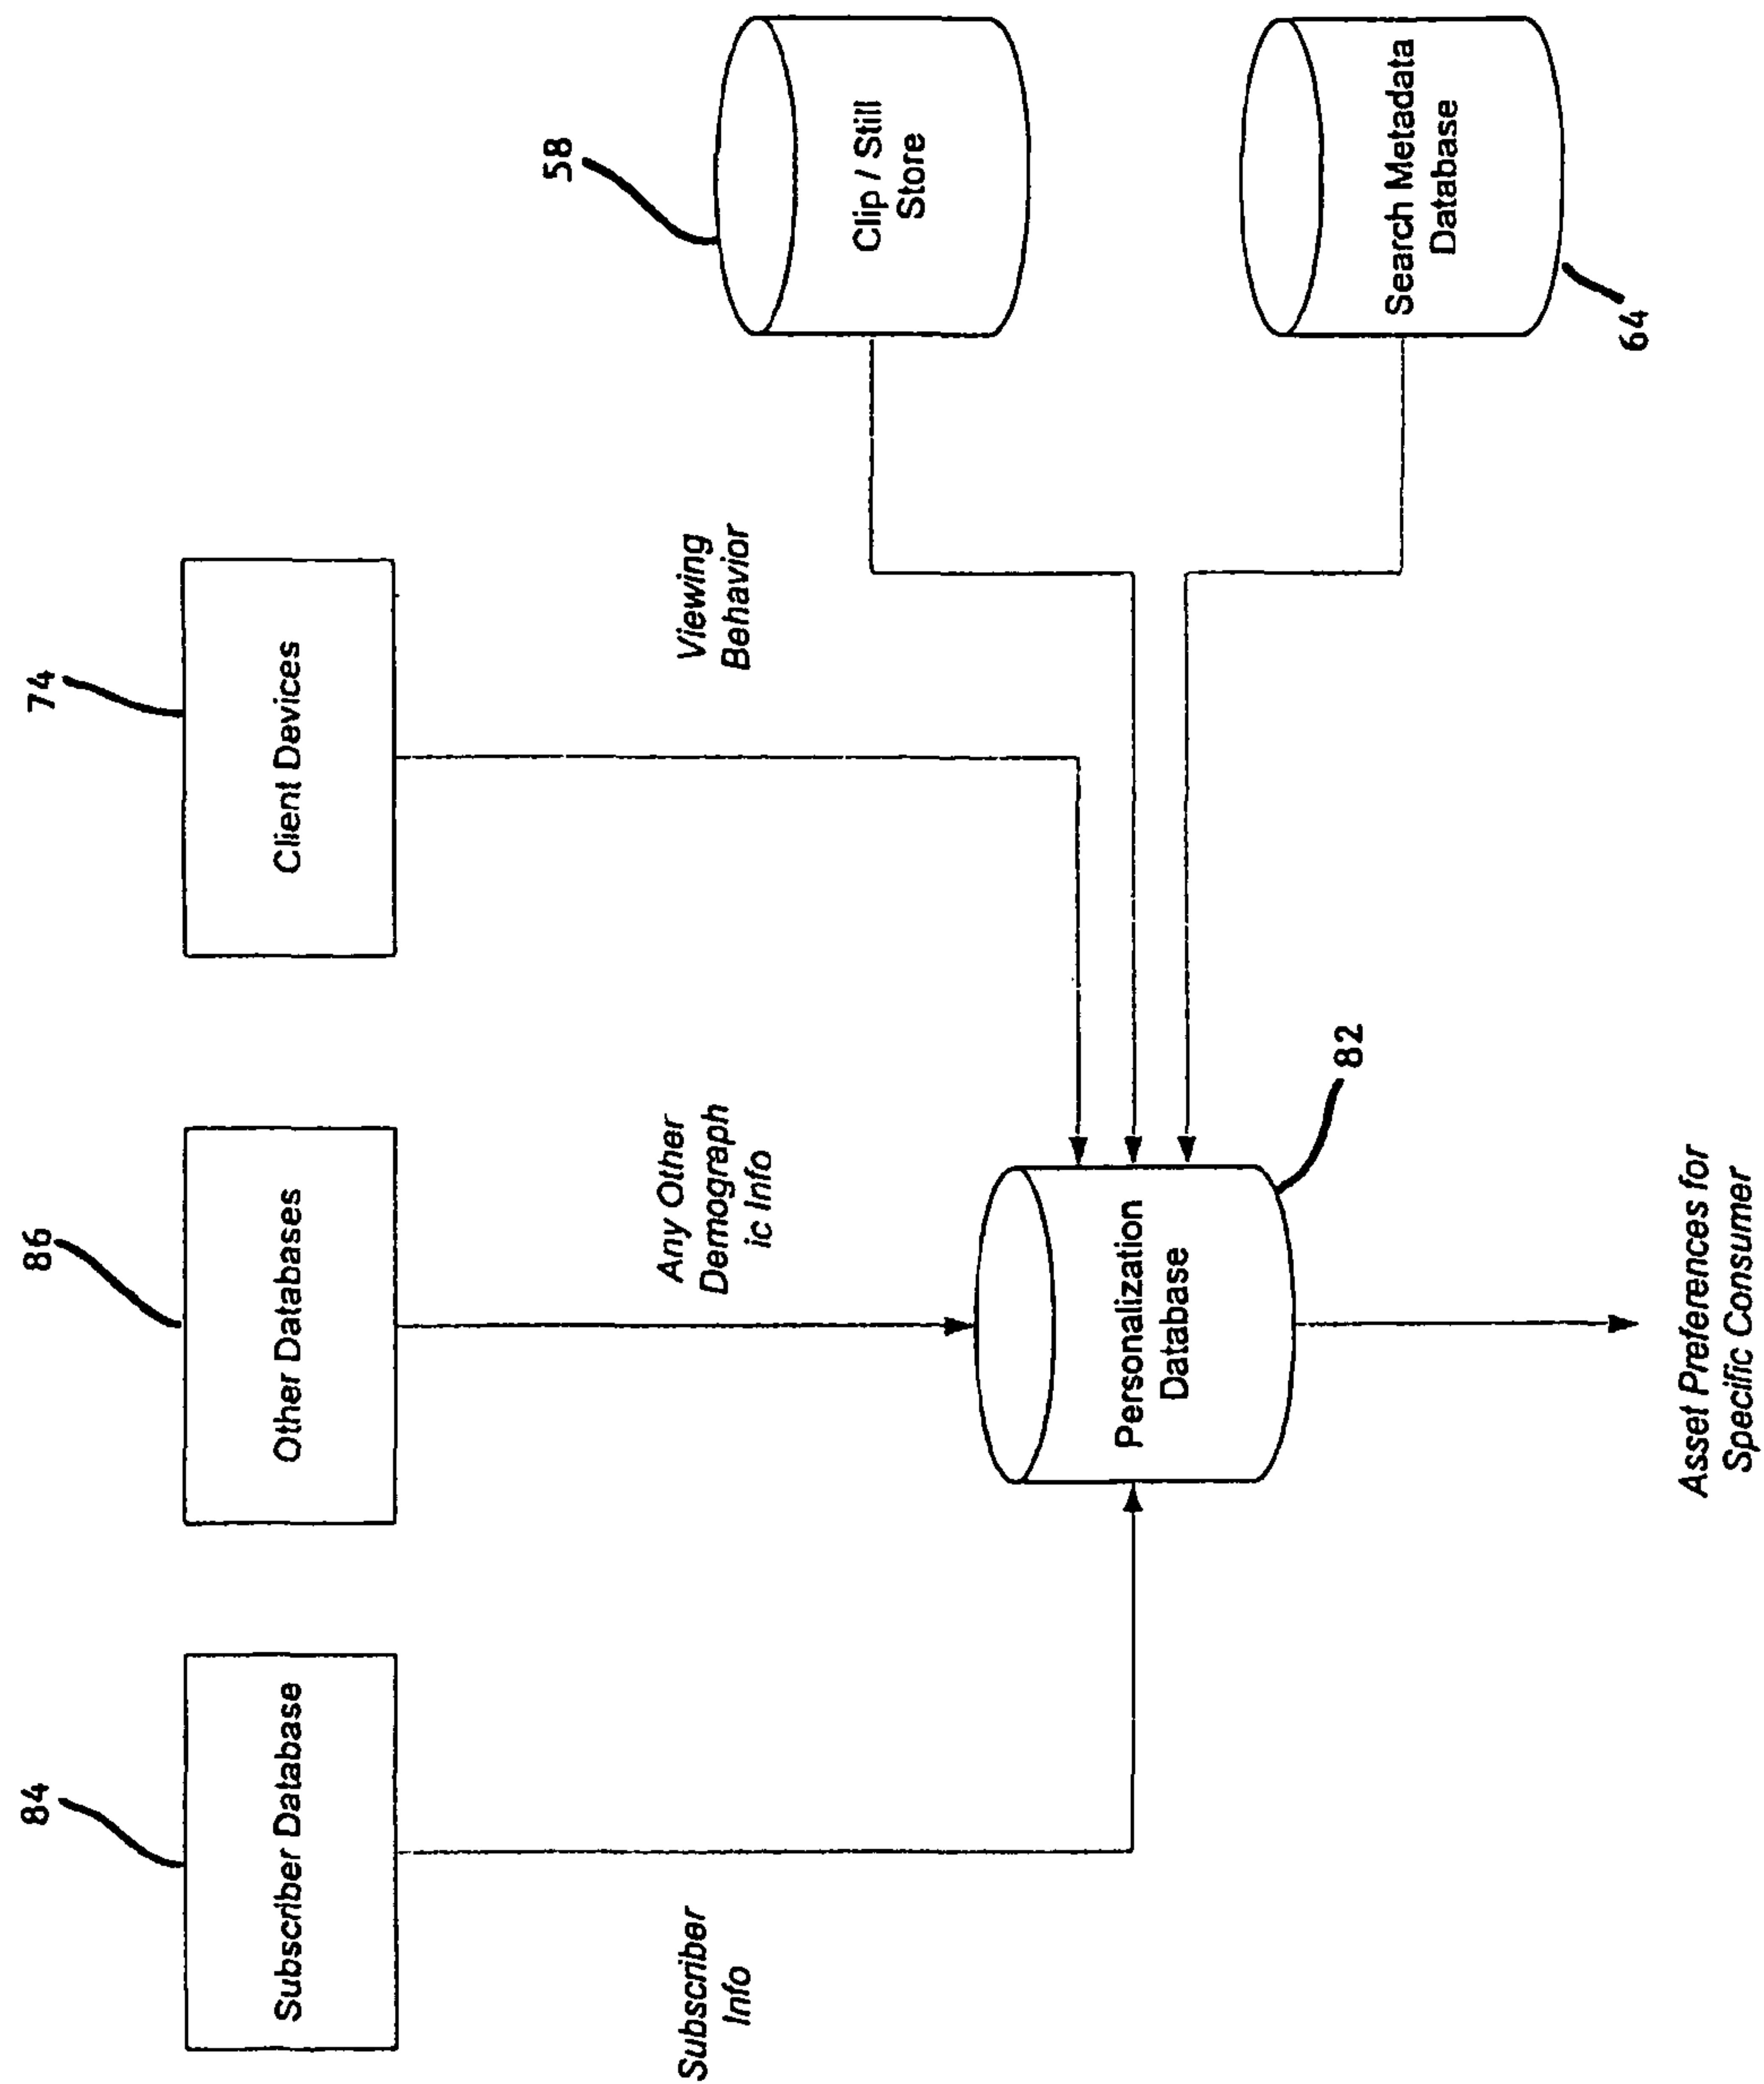 84
Subscriber Database
86
Other Databases
74
Client Devices
Subscriber
Info
Any Other
Demograph
ic Info
Viewing
Behavior
58
Clip / Still
Store
Personalization
Database
82
Search Metadata
Database
64
Asset Preferences for
Specific Consumer